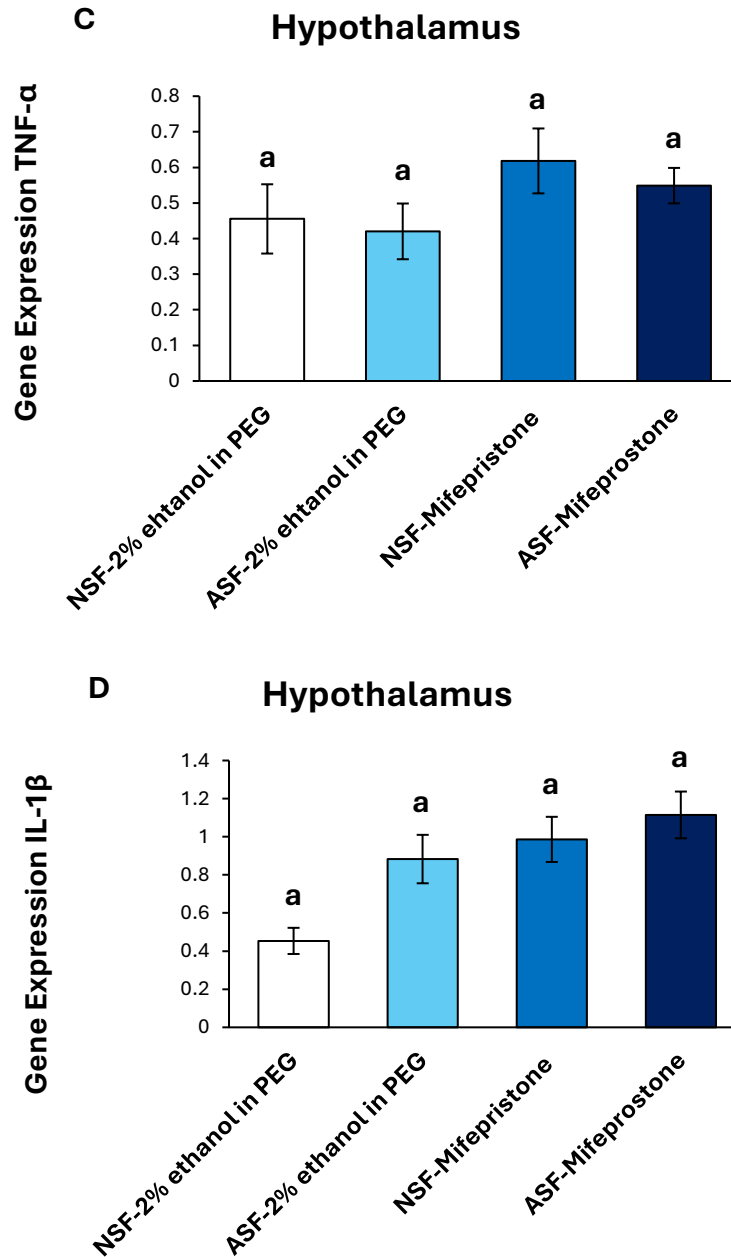 C
Hypothalamus
Gene Expression TNF-α
0.8
0.7
0.6
0.5
0.4
0.3
0.2
0.1
0
a
a
a
a
NSF-2% ehtanol in PEG
ASF-2% ehtanol in PEG
NSF-Mifepristone
ASF-Mifeprostone
D
Hypothalamus
Gene Expression IL-1β
1.4
1.2
1
0.8
0.6
0.4
0.2
0
a
a
a
a
NSF-2% ethanol in PEG
ASF-2% ethanol in PEG
NSF-Mifepristone
ASF-Mifeprostone